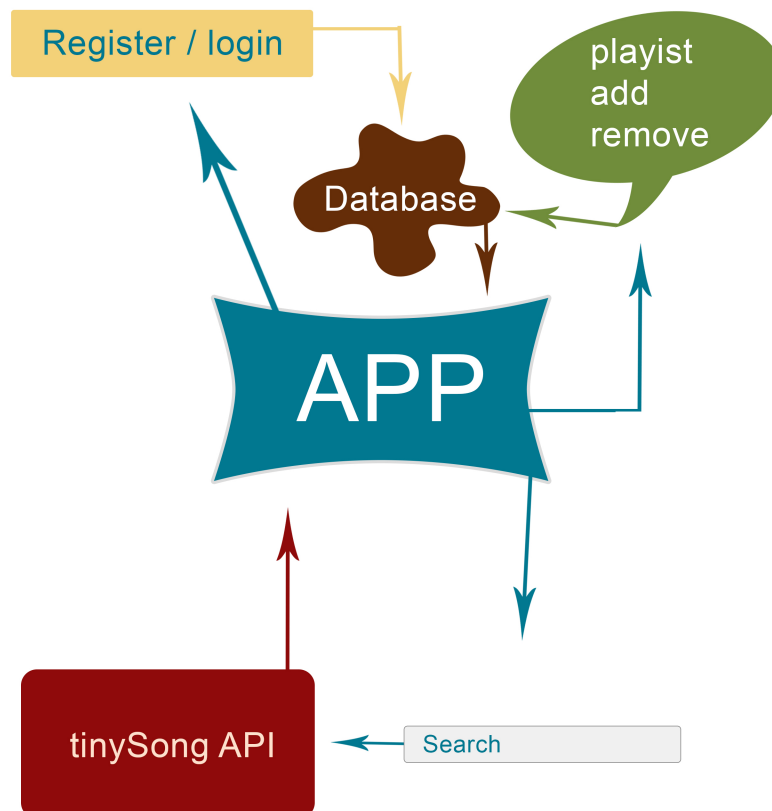 Register / login
playist
add
remove
Database
APP
tinySong API
Search